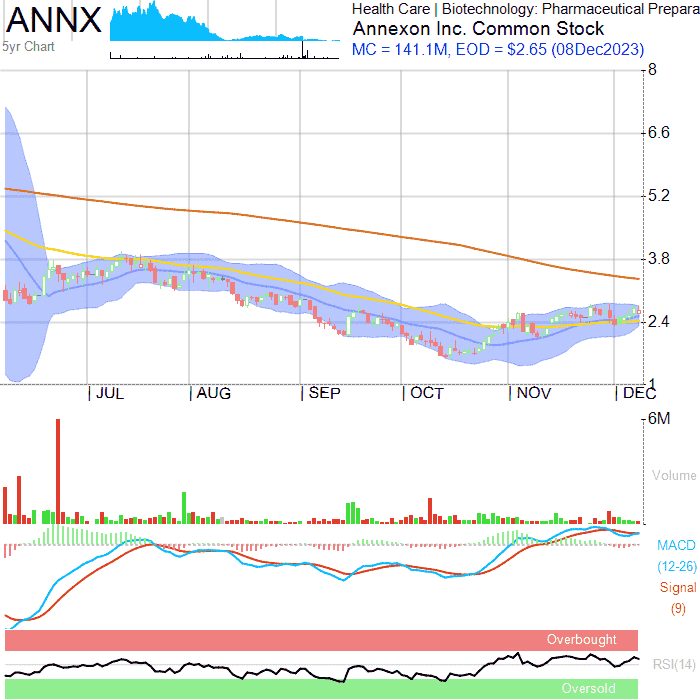 ANNX
5yr Chart
Health Care | Biotechnology: Pharmaceutical Prepara
Annexon Inc. Common Stock
MC = 141.1M, EOD = $2.65 (08Dec2023)
8
6.6
5.2
3.8
2.4
1
JUL AUG SEP OCT NOV DEC
6M
Volume
MACD
(12-26)
Signal
(9)
Overbought
RSI(14)
Oversold